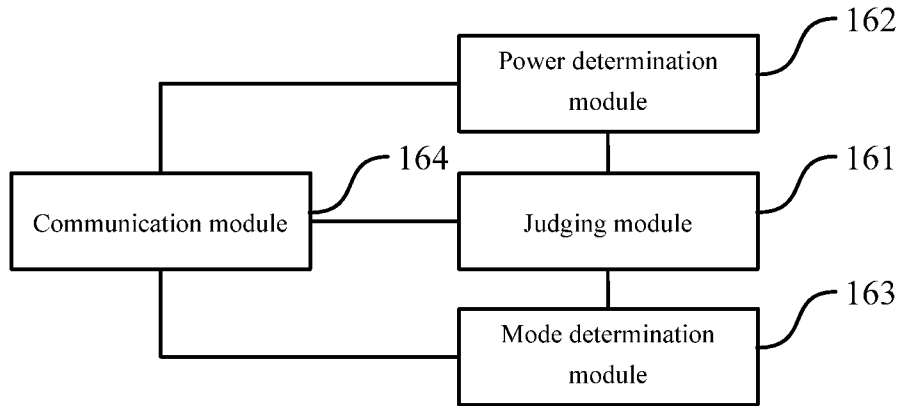 162
Power determination
module
164
161
Communication module
Judging module
163
Mode determination
module